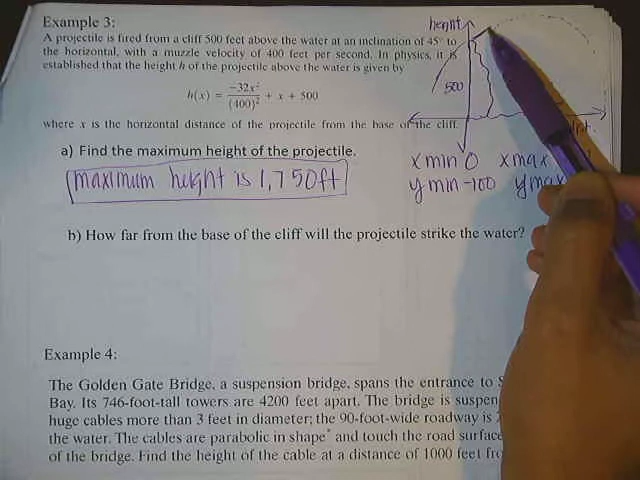 Example 3:
A projectile is fired from a cliff 500 feet above the water at an inclination of 45° to
the horizontal, with a muzzle velocity of 400 feet per second. In physics, it is
established that the height h of the projectile above the water is given by
h(x) = -32x² / (400)² + x + 500
where x is the horizontal distance of the projectile from the base of the cliff.
height
500
a) Find the maximum height of the projectile.
maximum height is 1,750ft
xmin 0 xmax
ymin -100 ymax
b) How far from the base of the cliff will the projectile strike the water?
Example 4:
The Golden Gate Bridge, a suspension bridge, spans the entrance to
Bay. Its 746-foot-tall towers are 4200 feet apart. The bridge is
huge cables more than 3 feet in diameter; the 90-foot-wide roadway is
the water. The cables are parabolic in shape* and touch the road surface
of the bridge. Find the height of the cable at a distance of 1000 feet